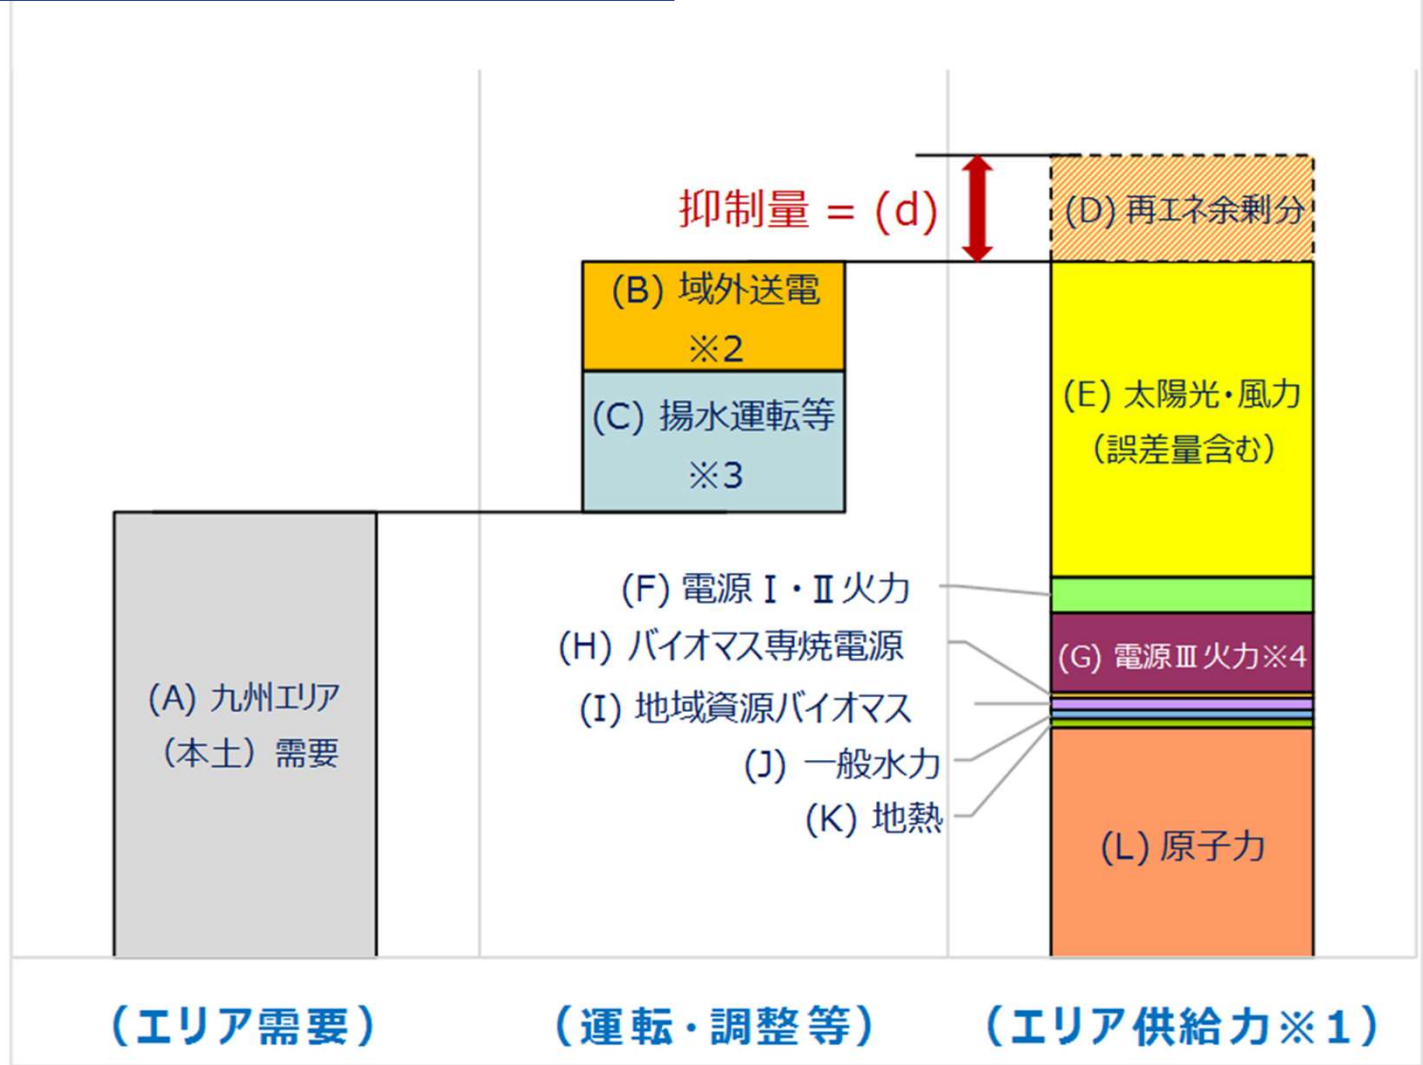 抑制量 = (d)
(D) 再エネ余剰分
(B) 域外送電
※2
(C) 揚水運転等
※3
(E) 太陽光・風力
（誤差量含む）
(F) 電源Ⅰ・Ⅱ火力
(G) 電源Ⅲ火力※4
(H) バイオマス専焼電源
(I) 地域資源バイオマス
(J) 一般水力
(K) 地熱
(A) 九州エリア
（本土）需要
(L) 原子力
（エリア需要）
（運転・調整等）
（エリア供給力※1）